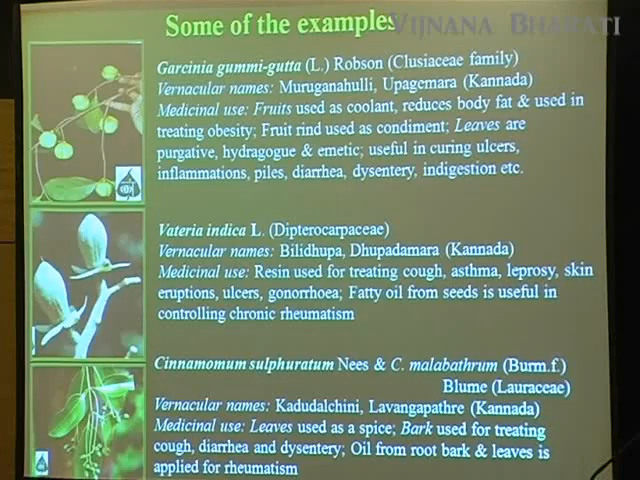 Some of the examples
VIJNANA BHARATI
Garcinia gummi-gutta (L.) Robson (Clusiaceae family)
Vernacular names: Muruganahulli, Upagemara (Kannada)
Medicinal use: Fruits used as coolant, reduces body fat & used in
treating obesity; Fruit rind used as condiment; Leaves are
purgative, hydragogue & emetic; useful in curing ulcers,
inflammations, piles, diarrhea, dysentery, indigestion etc.
Vateria indica L. (Dipterocarpaceae)
Vernacular names: Bilidhupa, Dhupadamara (Kannada)
Medicinal use: Resin used for treating cough, asthma, leprosy, skin
eruptions, ulcers, gonorrhoea; Fatty oil from seeds is useful in
controlling chronic rheumatism
Cinnamomum sulphuratum Nees & C. malabathrum (Burm.f.)
Blume (Lauraceae)
Vernacular names: Kadudalchini, Lavangapathre (Kannada)
Medicinal use: Leaves used as a spice; Bark used for treating
cough, diarrhea and dysentery; Oil from root bark & leaves is
applied for rheumatism